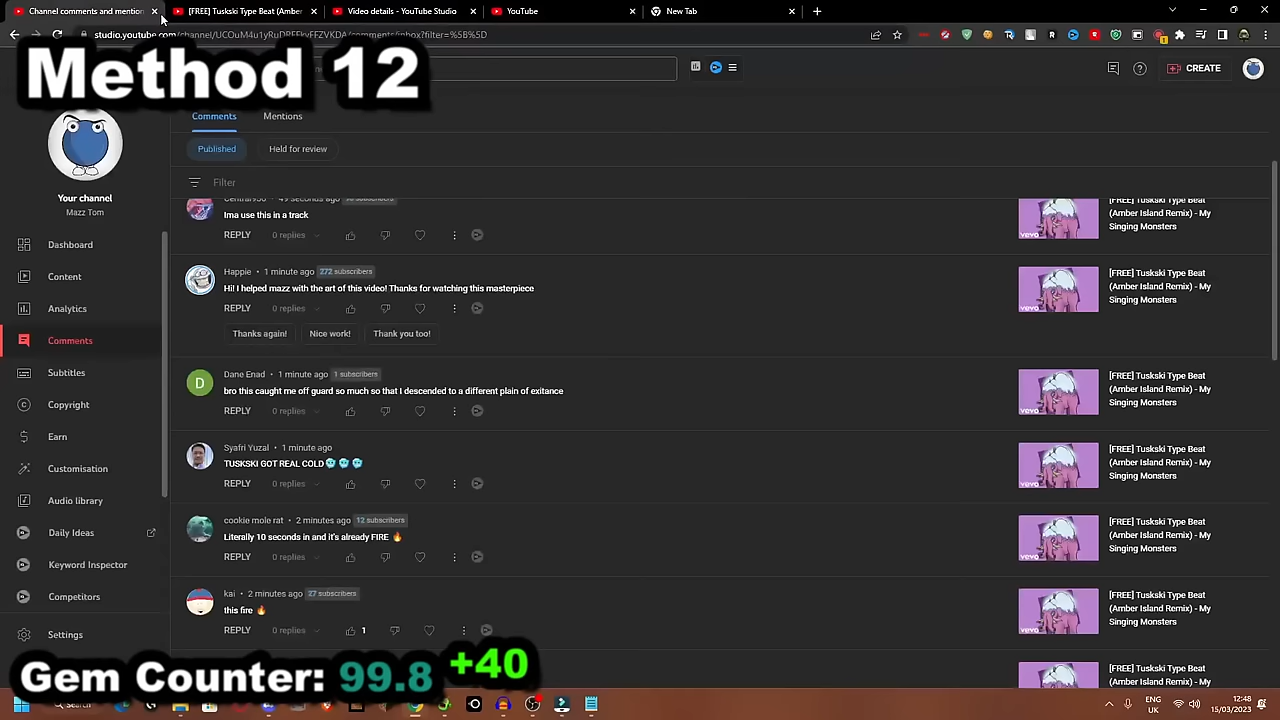 Channel comments and mention
[FREE] Tuskski Type Beat (Amber
Video details - YouTube Studio
YouTube
New Tab
Method 12
CREATE
Comments
Mentions
Published
Held for review
Filter
Your channel
Mazz Tom
Dashboard
Content
Analytics
Comments
Subtitles
Copyright
Earn
Customisation
Audio library
Daily Ideas
Keyword Inspector
Competitors
Settings
49 seconds ago
Ima use this in a track
REPLY 0 replies
[FREE] Tuskski Type Beat
(Amber Island Remix) - My
Singing Monsters
Happie • 1 minute ago 272 subscribers
Hi! I helped mazz with the art of this video! Thanks for watching this masterpiece
REPLY 0 replies
Thanks again! Nice work! Thank you too!
[FREE] Tuskski Type Beat
(Amber Island Remix) - My
Singing Monsters
Dane Enad • 1 minute ago 1 subscribers
bro this caught me off guard so much so that I descended to a different plain of exitance
REPLY 0 replies
[FREE] Tuskski Type Beat
(Amber Island Remix) - My
Singing Monsters
Syafri Yuzal • 1 minute ago
TUSKSKI GOT REAL COLD🥶🥶🥶
REPLY 0 replies
[FREE] Tuskski Type Beat
(Amber Island Remix) - My
Singing Monsters
cookie mole rat • 2 minutes ago 12 subscribers
Literally 10 seconds in and it's already FIRE 🔥
REPLY 0 replies
[FREE] Tuskski Type Beat
(Amber Island Remix) - My
Singing Monsters
kai • 2 minutes ago 27 subscribers
this fire 🔥
REPLY 0 replies 1
[FREE] Tuskski Type Beat
(Amber Island Remix) - My
Singing Monsters
[FREE] Tuskski Type Beat
Gem Counter: 99.8 +40
Search
ENG
UK
12:48
15/03/2023